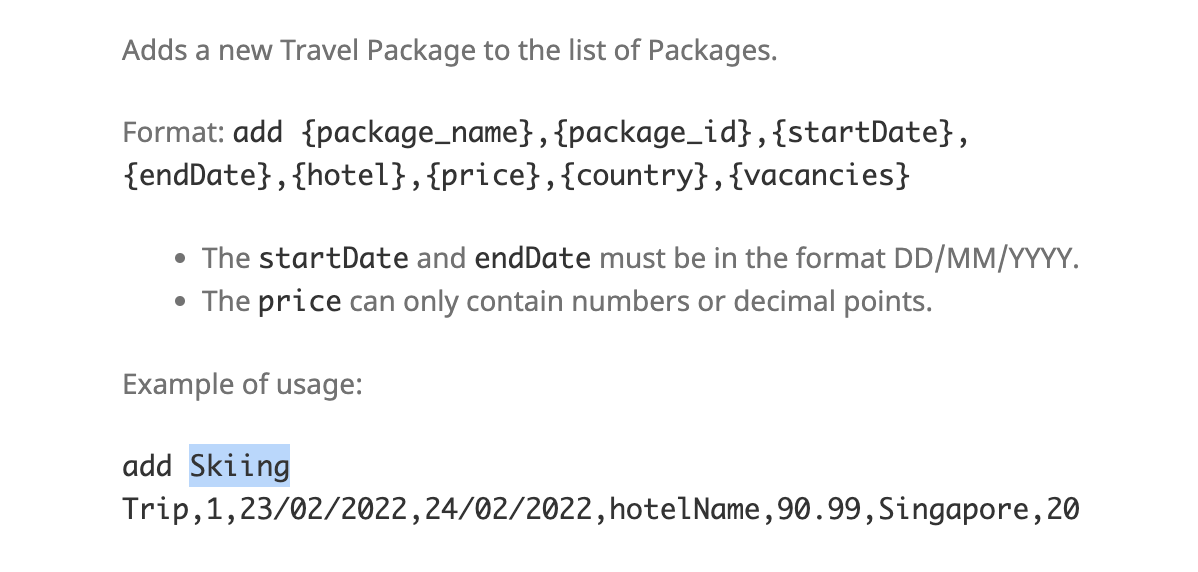 Adds a new Travel Package to the list of Packages.
Format: add {package_name},{package_id},{startDate},
{endDate},{hotel},{price},{country},{vacancies}
• The startDate and endDate must be in the format DD/MM/YYYY.
• The price can only contain numbers or decimal points.
Example of usage:
add Skiing
Trip,1,23/02/2022,24/02/2022,hotelName,90.99,Singapore,20